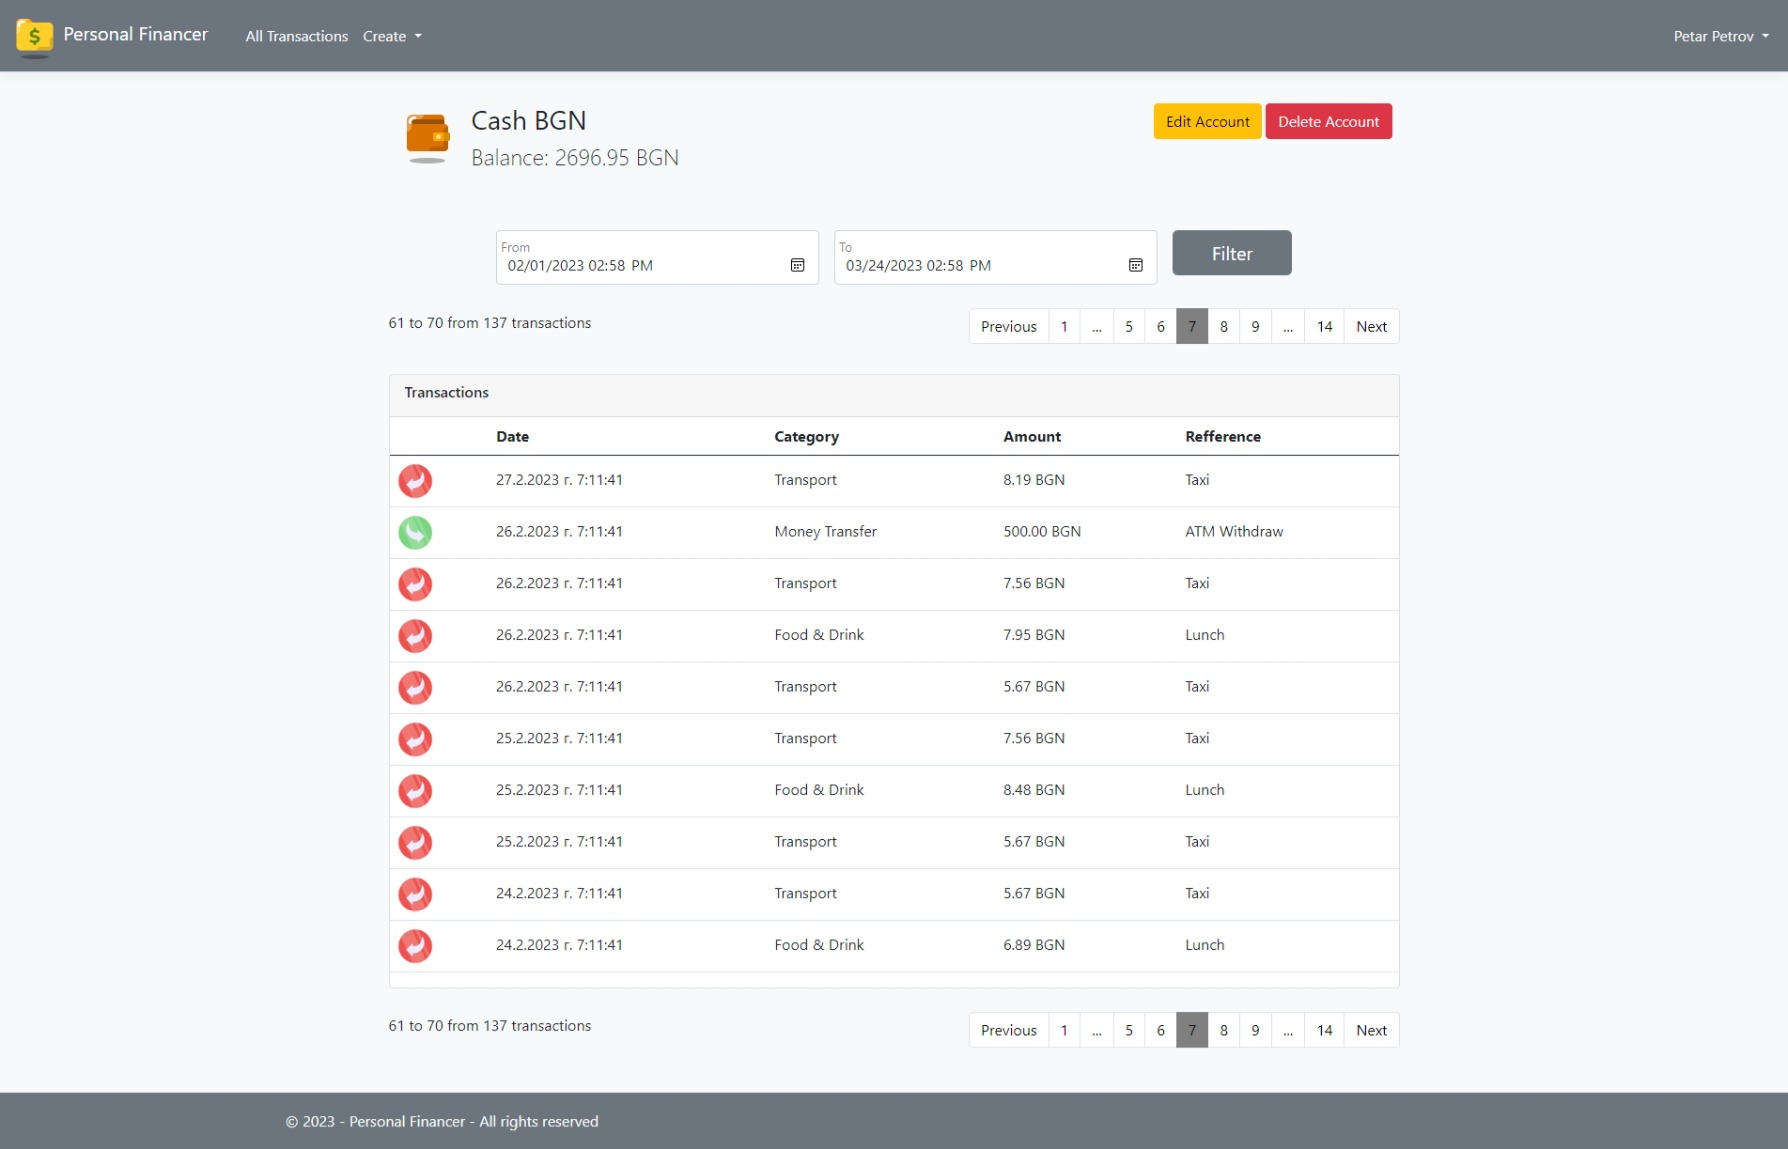 $
Personal Financer All Transactions Create Petar Petrov
Cash BGN Edit Account Delete Account
Balance: 2696.95 BGN
From To
02/01/2023 02:58 PM 03/24/2023 02:58 PM Filter
61 to 70 from 137 transactions Previous 1 ... 5 6 7 8 9 ... 14 Next
Transactions
Date Category Amount Refference
27.2.2023 г. 7:11:41 Transport 8.19 BGN Taxi
26.2.2023 г. 7:11:41 Money Transfer 500.00 BGN ATM Withdraw
26.2.2023 г. 7:11:41 Transport 7.56 BGN Taxi
26.2.2023 г. 7:11:41 Food & Drink 7.95 BGN Lunch
26.2.2023 г. 7:11:41 Transport 5.67 BGN Taxi
25.2.2023 г. 7:11:41 Transport 7.56 BGN Taxi
25.2.2023 г. 7:11:41 Food & Drink 8.48 BGN Lunch
25.2.2023 г. 7:11:41 Transport 5.67 BGN Taxi
24.2.2023 г. 7:11:41 Transport 5.67 BGN Taxi
24.2.2023 г. 7:11:41 Food & Drink 6.89 BGN Lunch
61 to 70 from 137 transactions Previous 1 ... 5 6 7 8 9 ... 14 Next
© 2023 - Personal Financer - All rights reserved